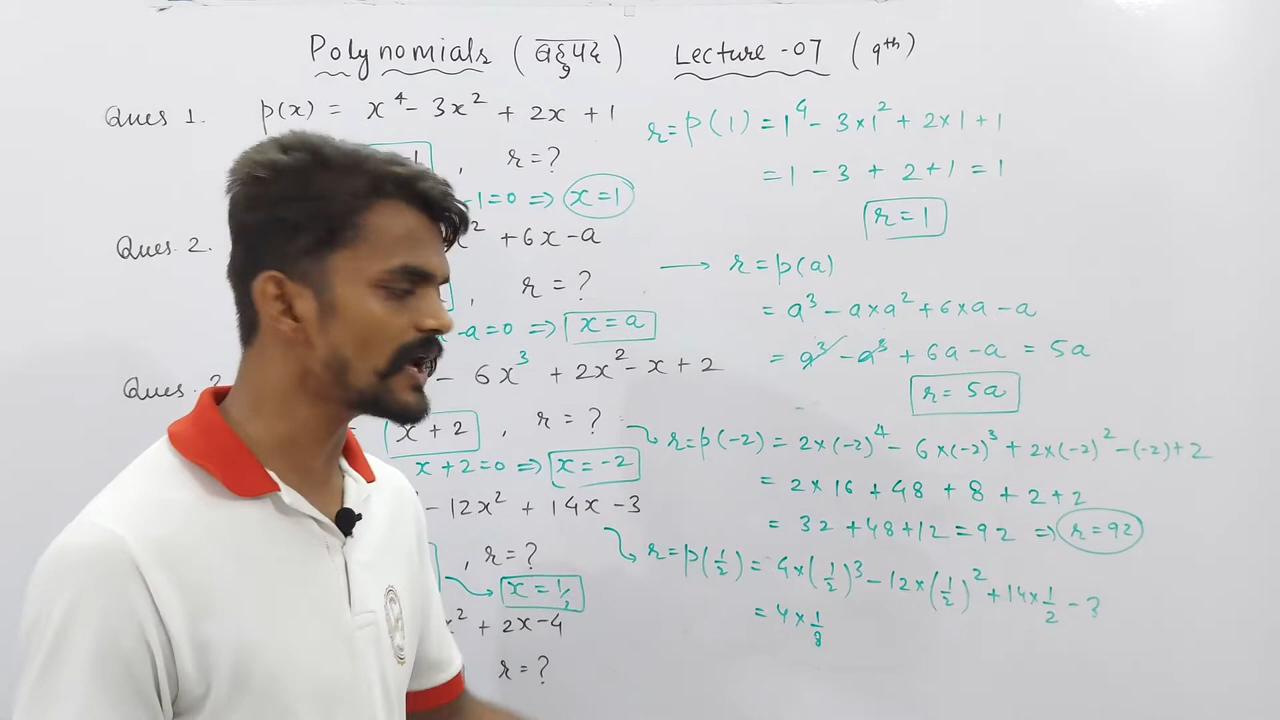 Polynomials (बहुपद) Lecture -07 (9th)
Ques 1. p(x) = x⁴ - 3x² + 2x + 1
, r = ?
-1=0 ⇒ x=1
Ques. 2. x² + 6x - a
, r = ?
-a=0 ⇒ x=a
Ques. - 6x³ + 2x² - x + 2
x + 2 , r = ?
x+2=0 ⇒ x=-2
- 12x² + 14x - 3
, r = ?
x = 1/2
x² + 2x - 4
r = ?
r = p(1) = 1⁴ - 3×1² + 2×1 + 1
= 1 - 3 + 2 + 1 = 1
r = 1
→ r = p(a)
= a³ - a×a² + 6×a - a
= a³ - a³ + 6a - a = 5a
r = 5a
r = p(-2) = 2×(-2)⁴ - 6×(-2)³ + 2×(-2)² - (-2) + 2
= 2×16 + 48 + 8 + 2 + 2
= 32 + 48 + 12 = 92 ⇒ r = 92
r = p(1/2) = 4×(1/2)³ - 12×(1/2)² + 14×1/2 - 3
= 4×1/8